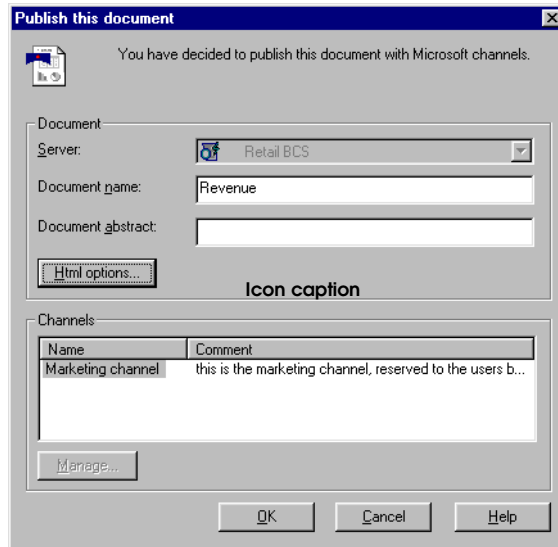 Publish this document
You have decided to publish this document with Microsoft channels.
Document
Server:
Retail BCS
Document name:
Revenue
Document abstract:
Html options...
Icon caption
Channels
Name Comment
Marketing channel this is the marketing channel, reserved to the users b...
Manage...
OK Cancel Help